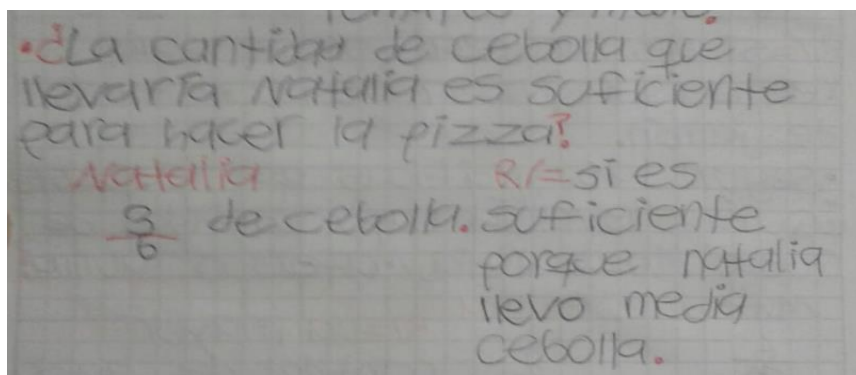 •¿La cantidad de cebolla que
llevaría Natalia es suficiente
para hacer la pizza?
Natalia
3/6 de cebolla.
R/= si es
suficiente
porque natalia
llevo media
cebolla.